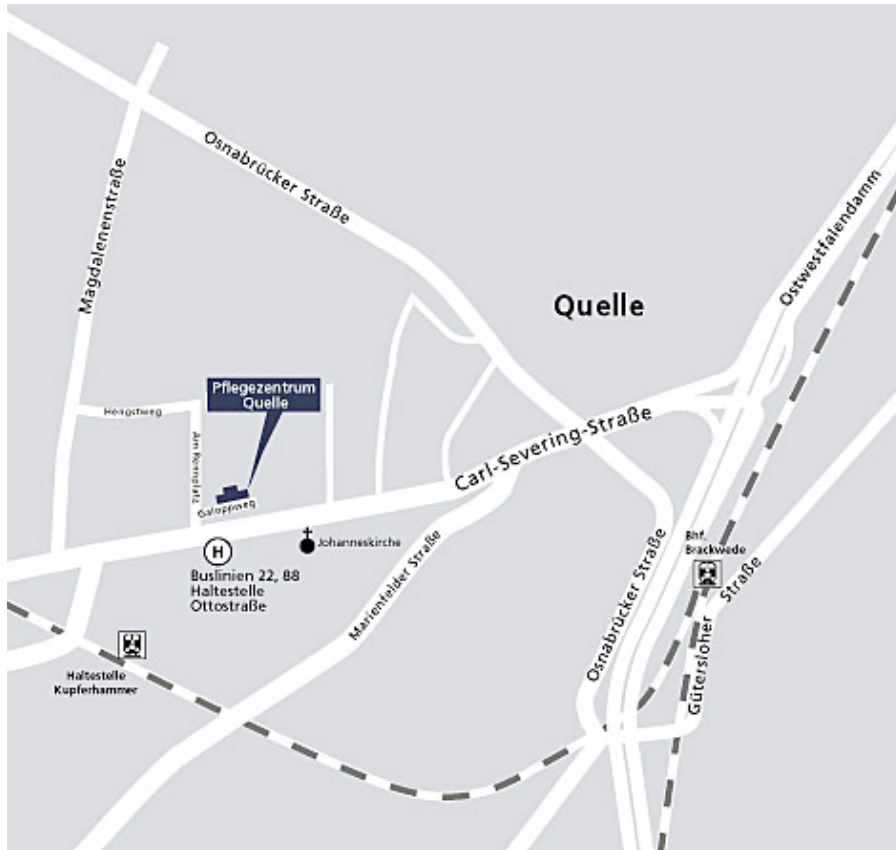 Osnabrücker Straße
Magdalenenstraße
Ostwestfalendamm
Quelle
Pflegezentrum
Quelle
Hengstweg
Am Rennplatz
Galoppweg
Carl-Severing-Straße
Johanneskirche
H
Buslinien 22, 88
Haltestelle
Ottostraße
Marienfelder Straße
Osnabrücker Straße
Bhf.
Brackwede
Gütersloher Straße
Haltestelle
Kupferhammer